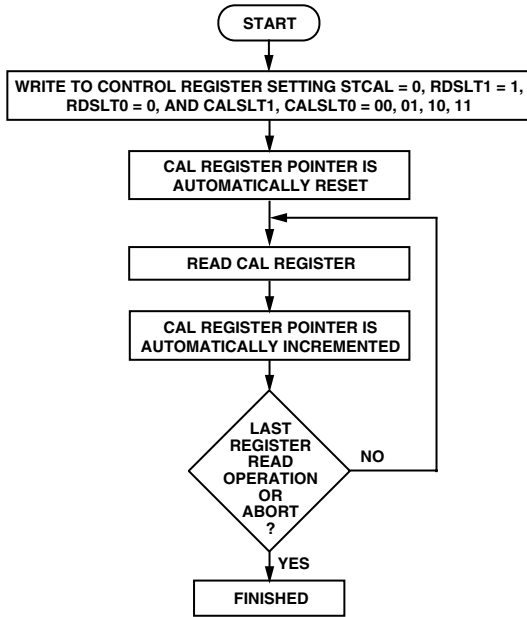 START
WRITE TO CONTROL REGISTER SETTING STCAL = 0, RDSLT1 = 1,
RDSLT0 = 0, AND CALSLT1, CALSLT0 = 00, 01, 10, 11
CAL REGISTER POINTER IS
AUTOMATICALLY RESET
READ CAL REGISTER
CAL REGISTER POINTER IS
AUTOMATICALLY INCREMENTED
LAST
REGISTER
READ
OPERATION
OR
ABORT
?
NO
YES
FINISHED